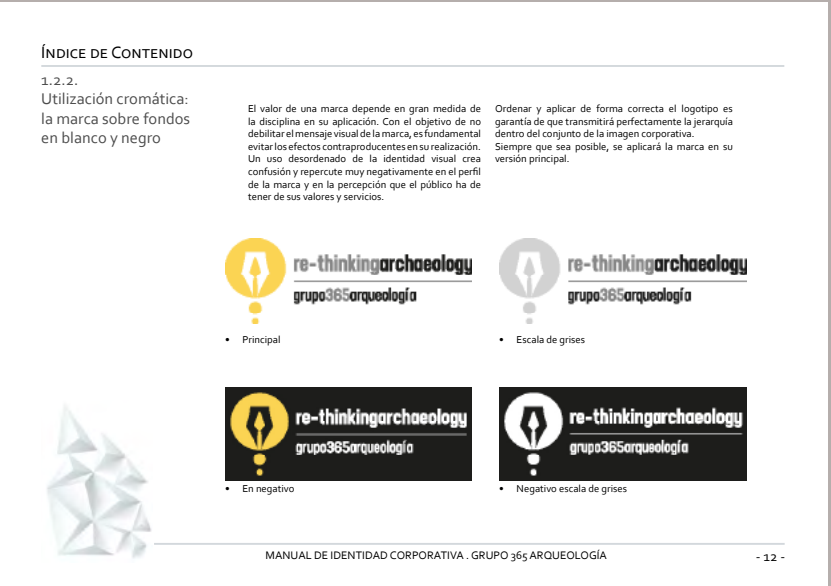 Índice de Contenido
1.2.2.
Utilización cromática:
la marca sobre fondos
en blanco y negro
El valor de una marca depende en gran medida de
la disciplina en su aplicación. Con el objetivo de no
debilitar el mensaje visual de la marca, es fundamental
evitar los efectos contraproducentes en su realización.
Un uso desordenado de la identidad visual crea
confusión y repercute muy negativamente en el perfil
de la marca y en la percepción que el público ha de
tener de sus valores y servicios.
Ordenar y aplicar de forma correcta el logotipo es
garantía de que transmitirá perfectamente la jerarquía
dentro del conjunto de la imagen corporativa.
Siempre que sea posible, se aplicará la marca en su
versión principal.
re-thinkingarchaeology
grupo365arqueología
• Principal
re-thinkingarchaeology
grupo365arqueología
• Escala de grises
re-thinkingarchaeology
grupo365arqueología
• En negativo
re-thinkingarchaeology
grupo365arqueología
• Negativo escala de grises
MANUAL DE IDENTIDAD CORPORATIVA . GRUPO 365 ARQUEOLOGÍA
- 12 -